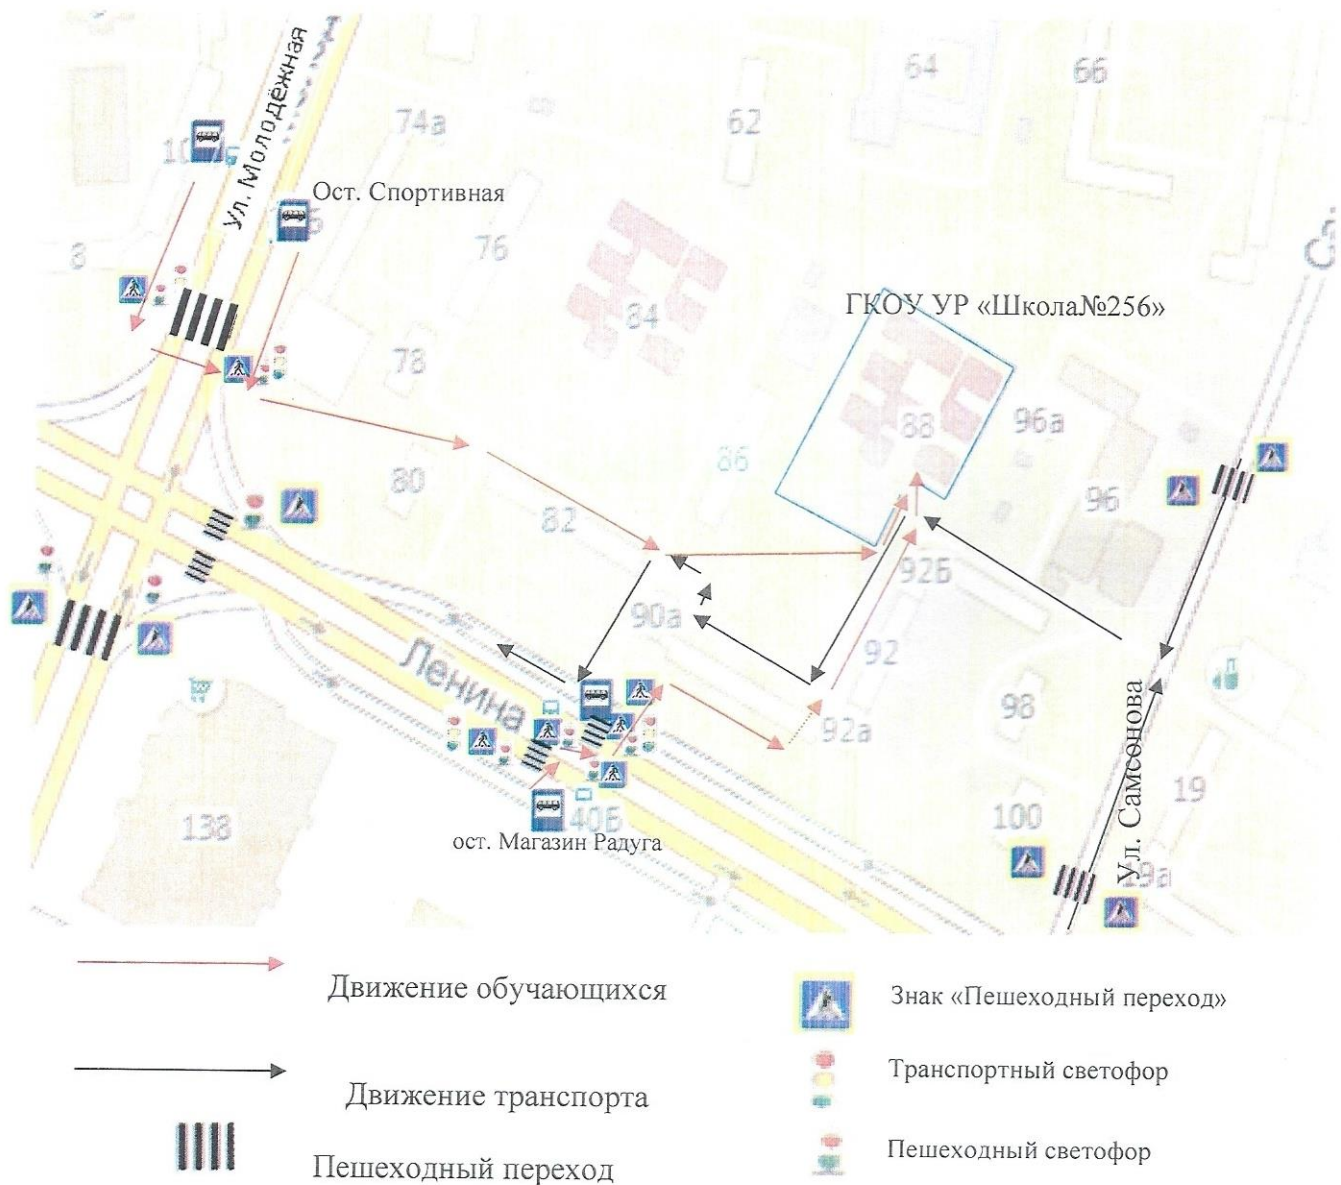 Ул. Молодёжная
74а
62
64
66
Ост. Спортивная
8
76
ГКОУ УР «Школа№256»
84
78
88
96а
86
80
82
96
92Б
90а
92
Ленина
98
92а
Ул. Самсонова
19
138
40Б
100
ост. Магазин Радуга
19а
Движение обучающихся
Знак «Пешеходный переход»
Транспортный светофор
Движение транспорта
Пешеходный светофор
Пешеходный переход